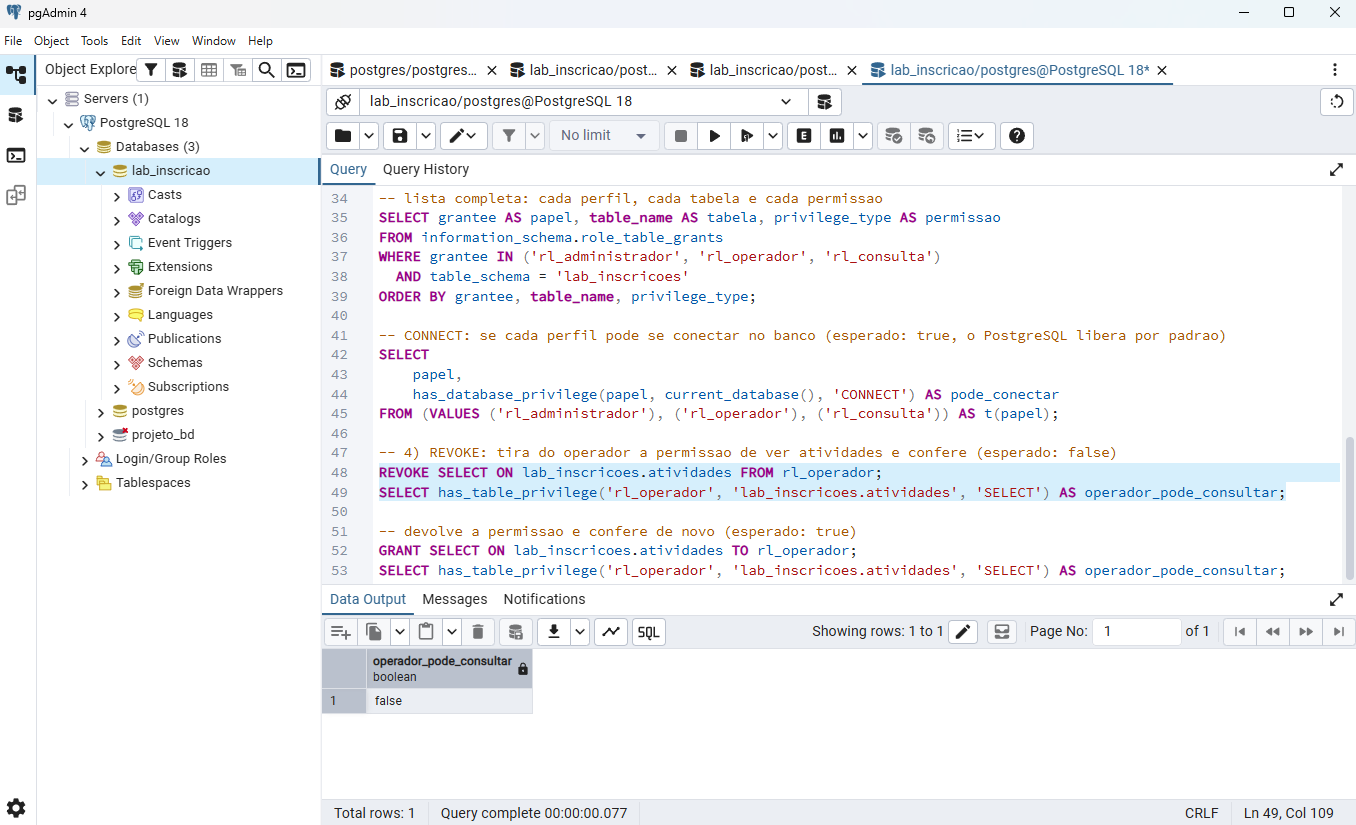 pgAdmin 4
File Object Tools Edit View Window Help
Object Explore
postgres/postgres...
lab_inscricao/post...
lab_inscricao/post...
lab_inscricao/postgres@PostgreSQL 18*
Servers (1)
PostgreSQL 18
Databases (3)
lab_inscricao
Casts
Catalogs
Event Triggers
Extensions
Foreign Data Wrappers
Languages
Publications
Schemas
Subscriptions
postgres
projeto_bd
Login/Group Roles
Tablespaces
lab_inscricao/postgres@PostgreSQL 18
No limit
E
Query Query History
34 -- lista completa: cada perfil, cada tabela e cada permissao
35 SELECT grantee AS papel, table_name AS tabela, privilege_type AS permissao
36 FROM information_schema.role_table_grants
37 WHERE grantee IN ('rl_administrador', 'rl_operador', 'rl_consulta')
38   AND table_schema = 'lab_inscricoes'
39 ORDER BY grantee, table_name, privilege_type;
40
41 -- CONNECT: se cada perfil pode se conectar no banco (esperado: true, o PostgreSQL libera por padrao)
42 SELECT
43     papel,
44     has_database_privilege(papel, current_database(), 'CONNECT') AS pode_conectar
45 FROM (VALUES ('rl_administrador'), ('rl_operador'), ('rl_consulta')) AS t(papel);
46
47 -- 4) REVOKE: tira do operador a permissao de ver atividades e confere (esperado: false)
48 REVOKE SELECT ON lab_inscricoes.atividades FROM rl_operador;
49 SELECT has_table_privilege('rl_operador', 'lab_inscricoes.atividades', 'SELECT') AS operador_pode_consultar;
50
51 -- devolve a permissao e confere de novo (esperado: true)
52 GRANT SELECT ON lab_inscricoes.atividades TO rl_operador;
53 SELECT has_table_privilege('rl_operador', 'lab_inscricoes.atividades', 'SELECT') AS operador_pode_consultar;
Data Output Messages Notifications
SQL
Showing rows: 1 to 1
Page No: 1 of 1
operador_pode_consultar
boolean
1 false
Total rows: 1
Query complete 00:00:00.077
CRLF
Ln 49, Col 109